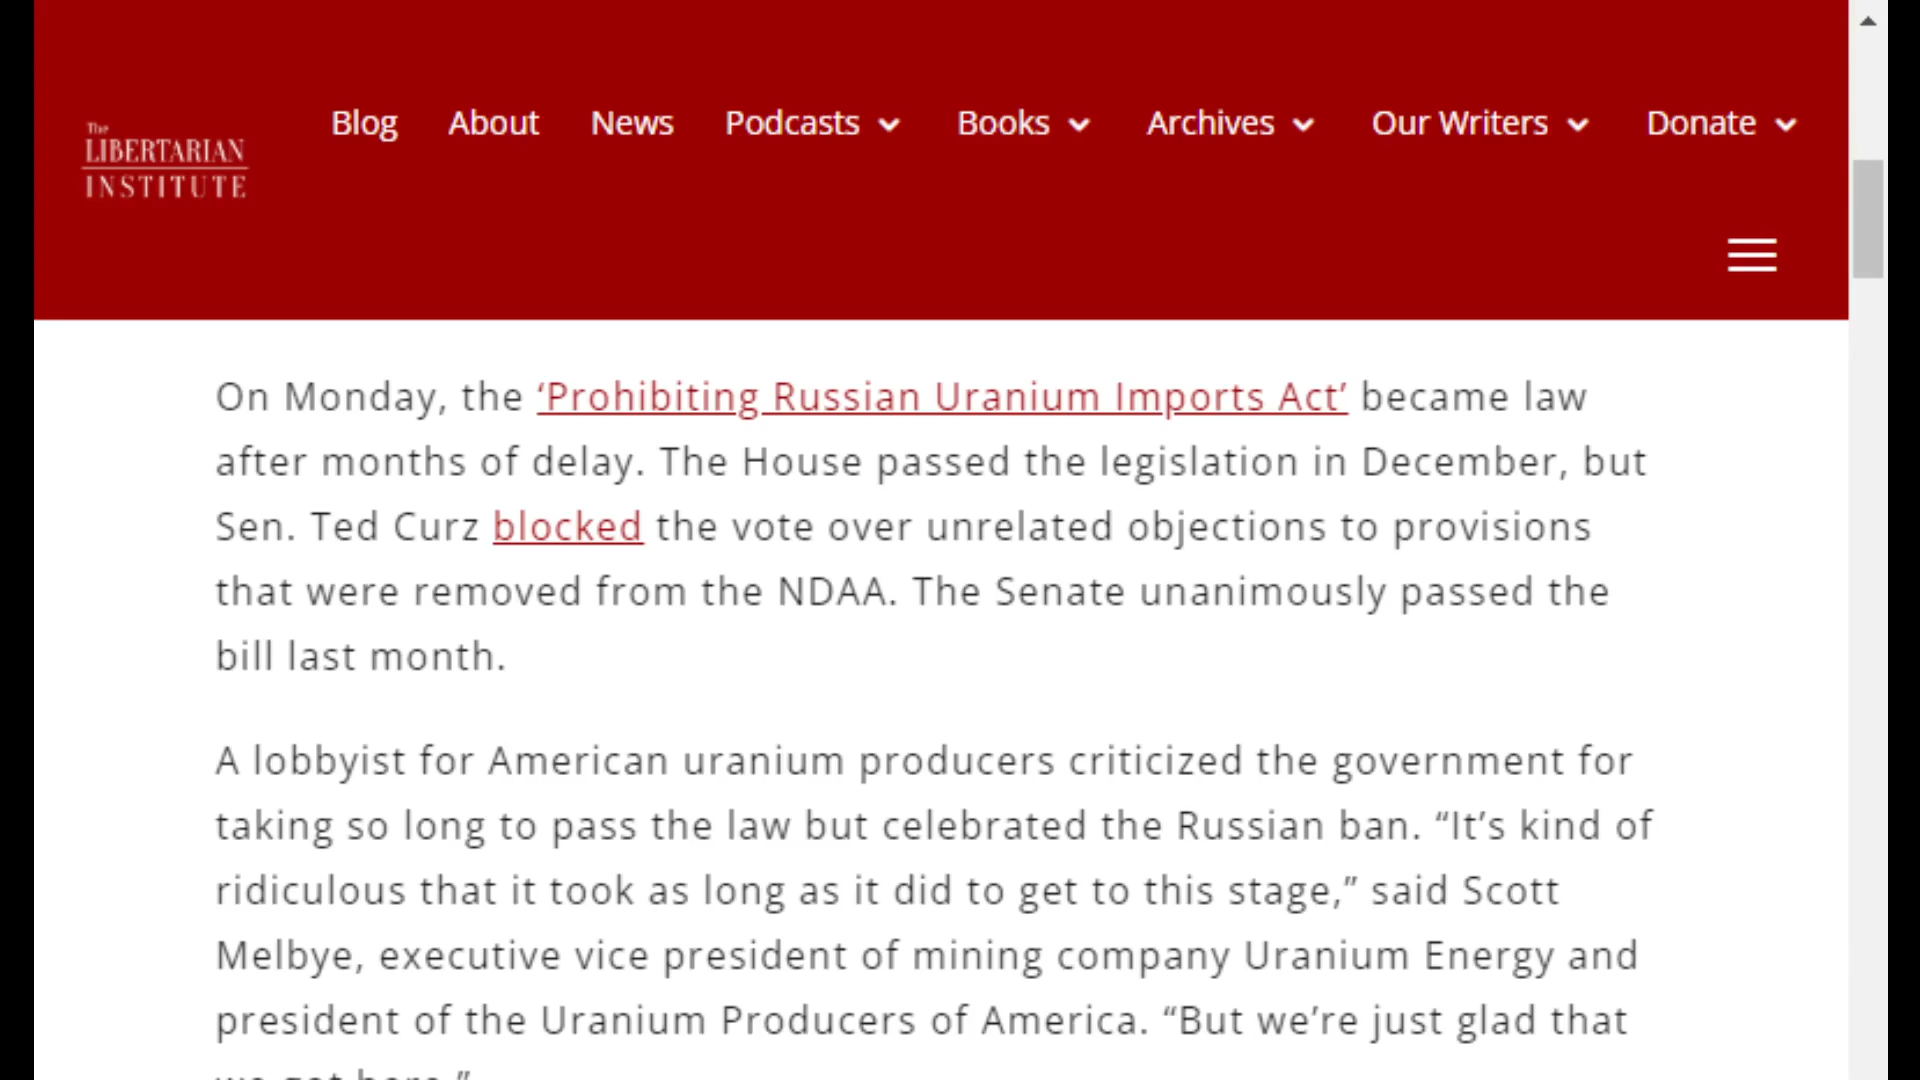 The
LIBERTARIAN
INSTITUTE
Blog About News Podcasts Books Archives Our Writers Donate
On Monday, the ‘Prohibiting Russian Uranium Imports Act’ became law
after months of delay. The House passed the legislation in December, but
Sen. Ted Curz blocked the vote over unrelated objections to provisions
that were removed from the NDAA. The Senate unanimously passed the
bill last month.
A lobbyist for American uranium producers criticized the government for
taking so long to pass the law but celebrated the Russian ban. “It’s kind of
ridiculous that it took as long as it did to get to this stage,” said Scott
Melbye, executive vice president of mining company Uranium Energy and
president of the Uranium Producers of America. “But we’re just glad that
we got here.”